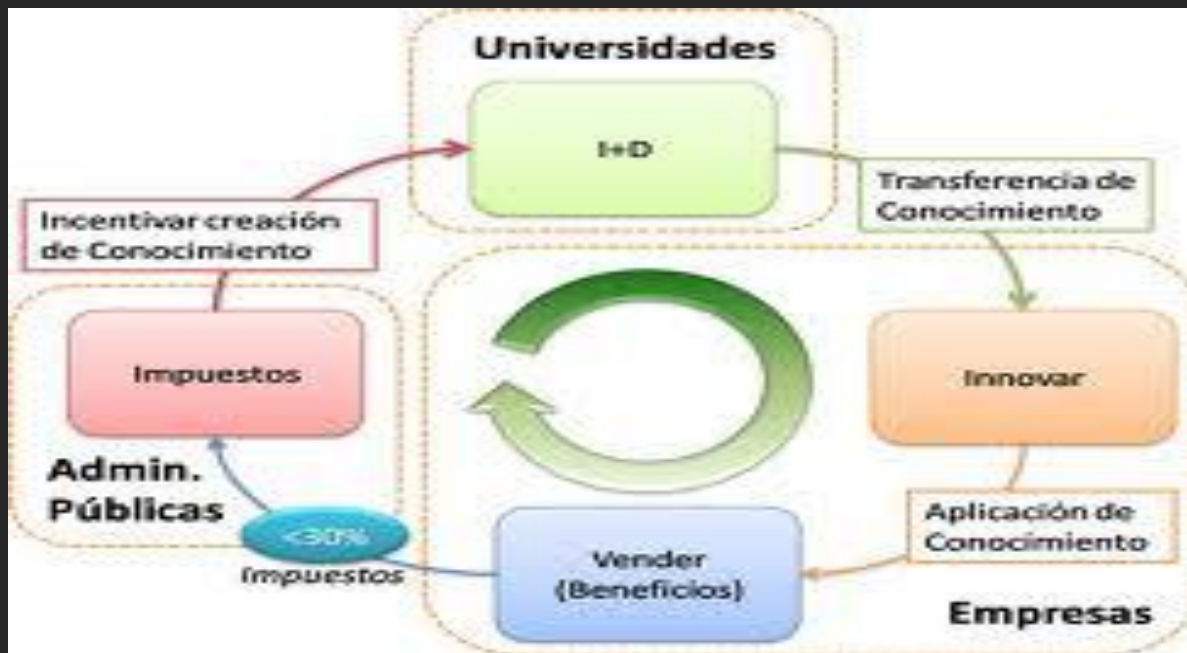 Universidades
I+D
Transferencia de
Conocimiento
Incentivar creación
de Conocimiento
Impuestos
Innovar
Admin.
Públicas
<30%
Impuestos
Vender
(Beneficios)
Aplicación de
Conocimiento
Empresas